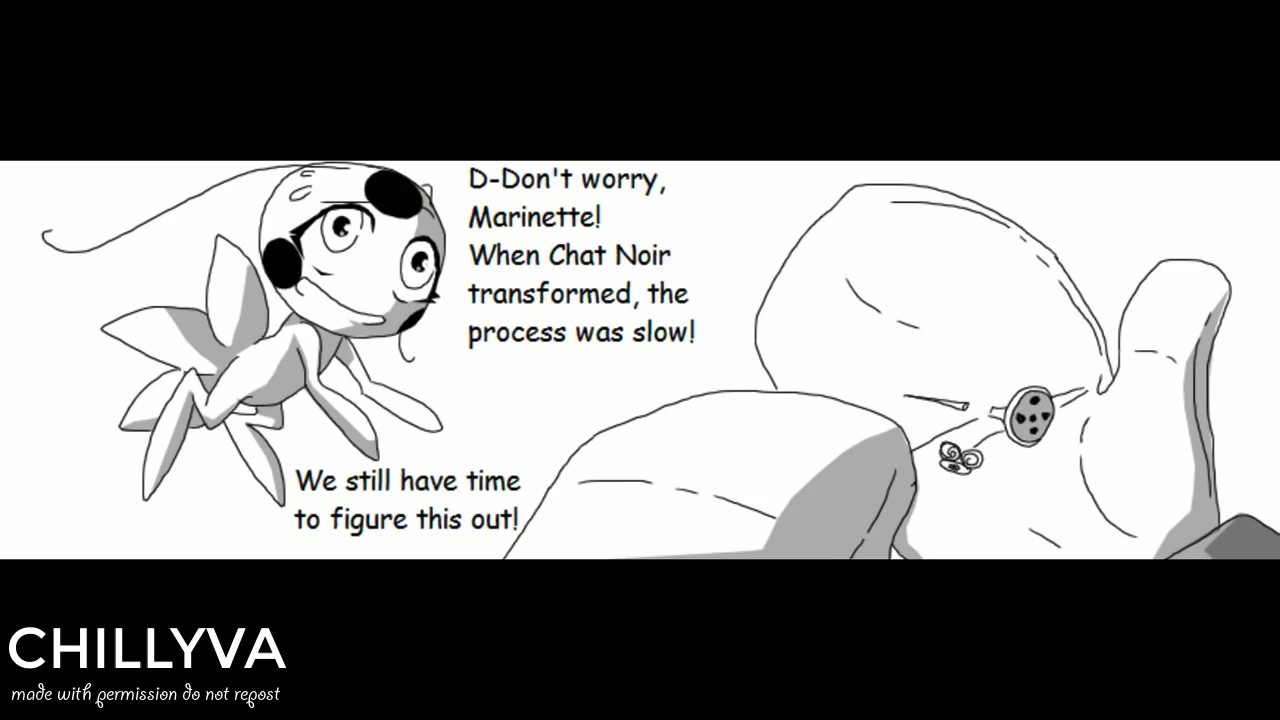 D-Don't worry,
Marinette!
When Chat Noir
transformed, the
process was slow!
We still have time
to figure this out!
CHILLYVA
made with permission do not repost